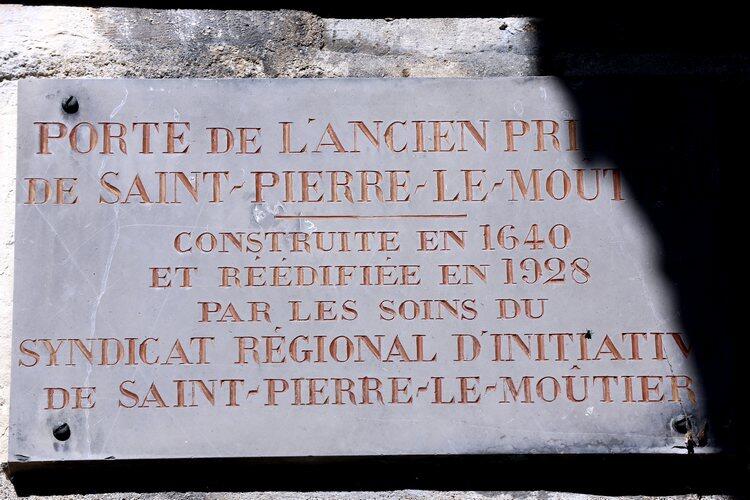 PORTE DE L'ANCIEN PRI
DE SAINT-PIERRE-LE-MOUT
CONSTRUITE EN 1640
ET RÉÉDIFIÉE EN 1928
PAR LES SOINS DU
SYNDICAT RÉGIONAL D'INITIATIV
DE SAINT-PIERRE-LE-MOÛTIER